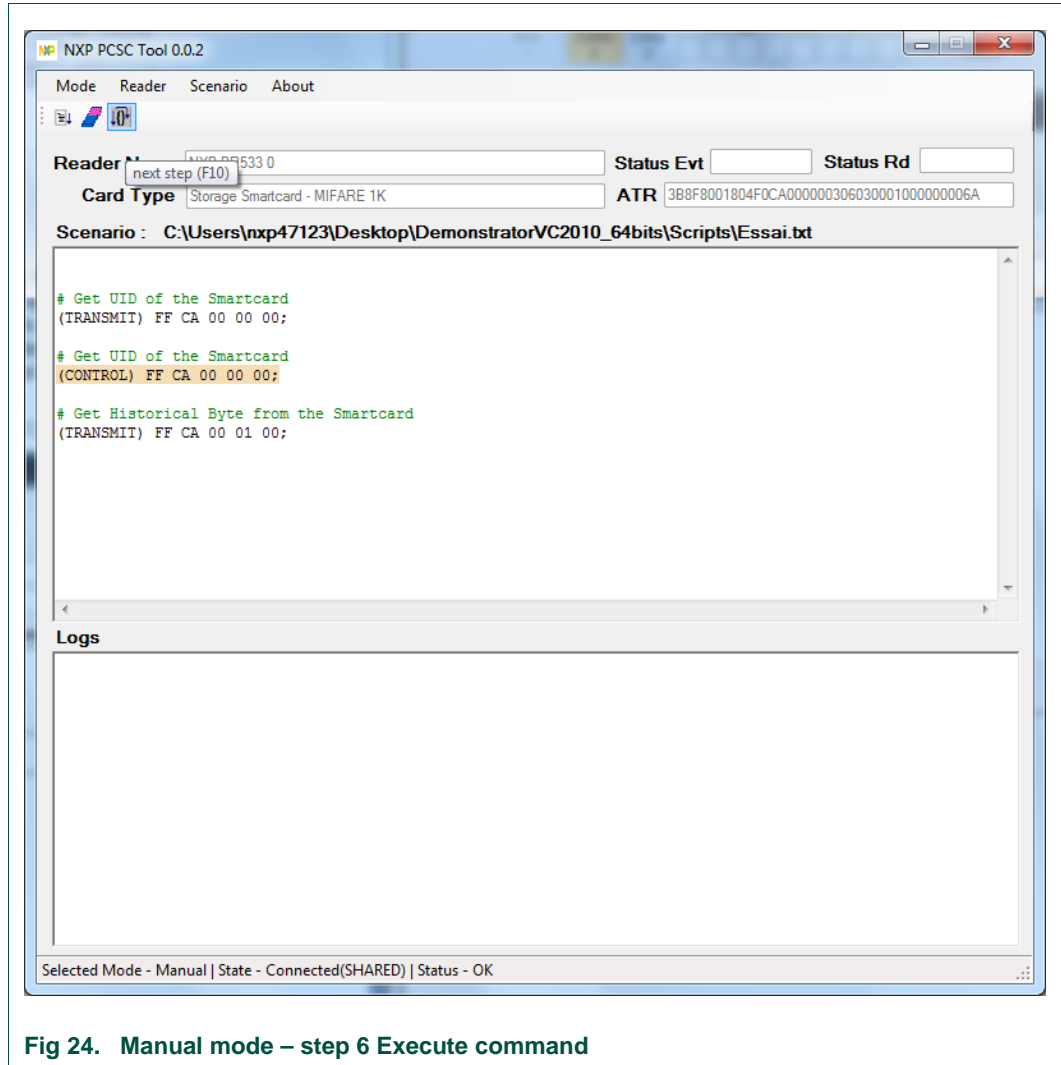 NXP PCSC Tool 0.0.2
Mode Reader Scenario About
Reader 533 0 Status Evt Status Rd
next step (F10)
Card Type Storage Smartcard - MIFARE 1K ATR 3B8F8001804F0CA000000306030001000000006A
Scenario : C:\Users\nxp47123\Desktop\DemonstratorVC2010_64bits\Scripts\Essai.txt
# Get UID of the Smartcard
(TRANSMIT) FF CA 00 00 00;
# Get UID of the Smartcard
(CONTROL) FF CA 00 00 00;
# Get Historical Byte from the Smartcard
(TRANSMIT) FF CA 00 01 00;
Logs
Selected Mode - Manual | State - Connected(SHARED) | Status - OK
Fig 24. Manual mode – step 6 Execute command